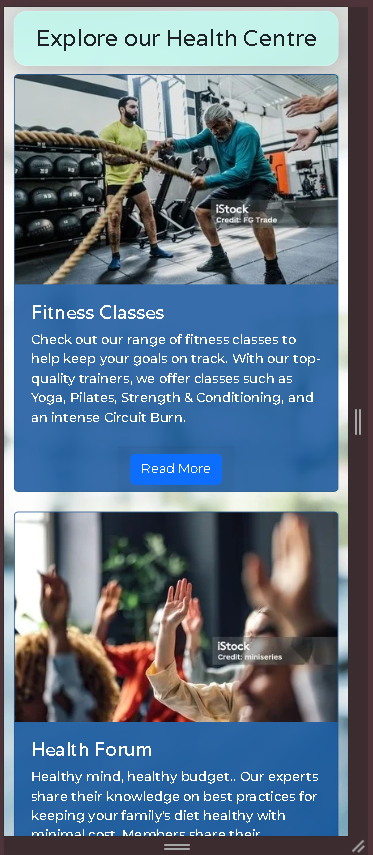 Explore our Health Centre
iStock
Credit: FG Trade
Fitness Classes
Check out our range of fitness classes to
help keep your goals on track. With our top-
quality trainers, we offer classes such as
Yoga, Pilates, Strength & Conditioning, and
an intense Circuit Burn.
Read More
iStock
Credit: miniseries
Health Forum
Healthy mind, healthy budget.. Our experts
share their knowledge on best practices for
keeping your family's diet healthy with
minimal cost. Members share their